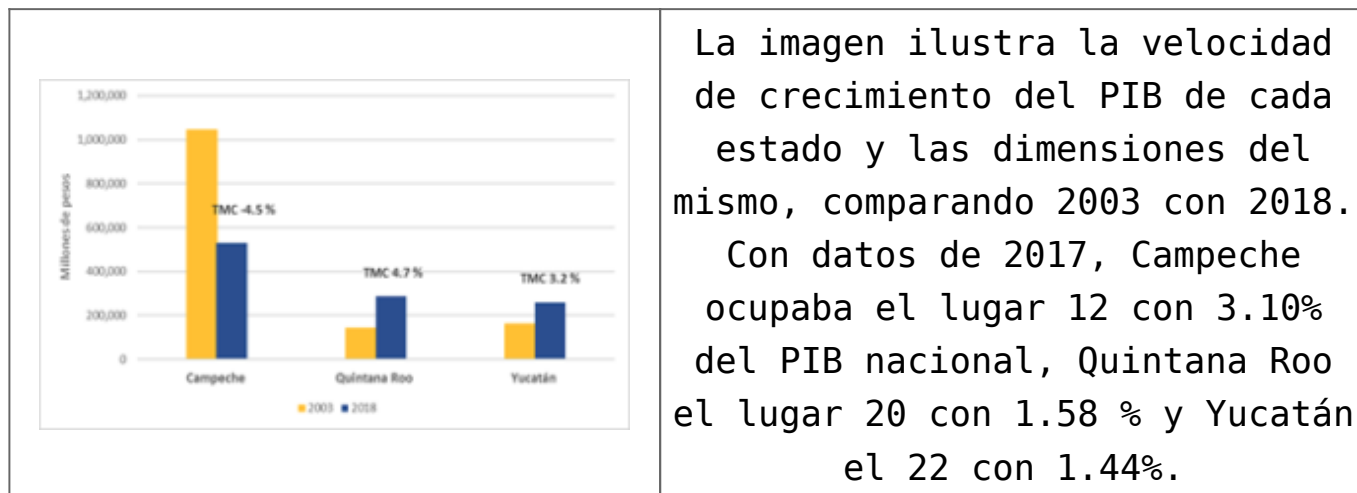 1,200,000
1,000,000
800,000
600,000
400,000
200,000
0
Millones de pesos
TMC -4.5 %
TMC 4.7 %
TMC 3.2 %
Campeche
Quintana Roo
Yucatán
2003 2018
La imagen ilustra la velocidad
de crecimiento del PIB de cada
estado y las dimensiones del
mismo, comparando 2003 con 2018.
Con datos de 2017, Campeche
ocupaba el lugar 12 con 3.10%
del PIB nacional, Quintana Roo
el lugar 20 con 1.58 % y Yucatán
el 22 con 1.44%.